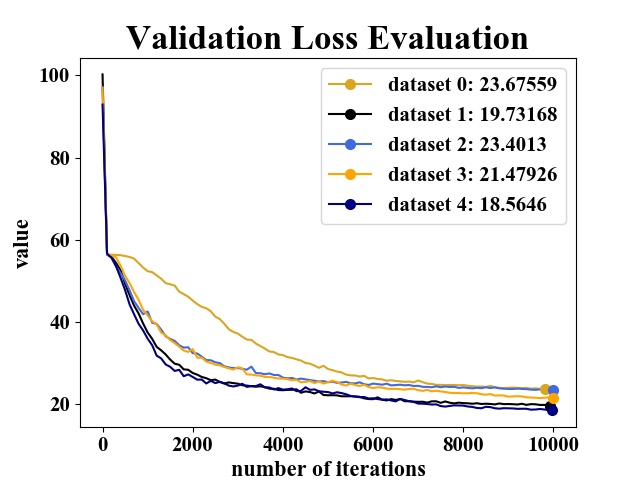 Validation Loss Evaluation
dataset 0: 23.67559
dataset 1: 19.73168
dataset 2: 23.4013
dataset 3: 21.47926
dataset 4: 18.5646
100
80
60
40
20
value
0 2000 4000 6000 8000 10000
number of iterations